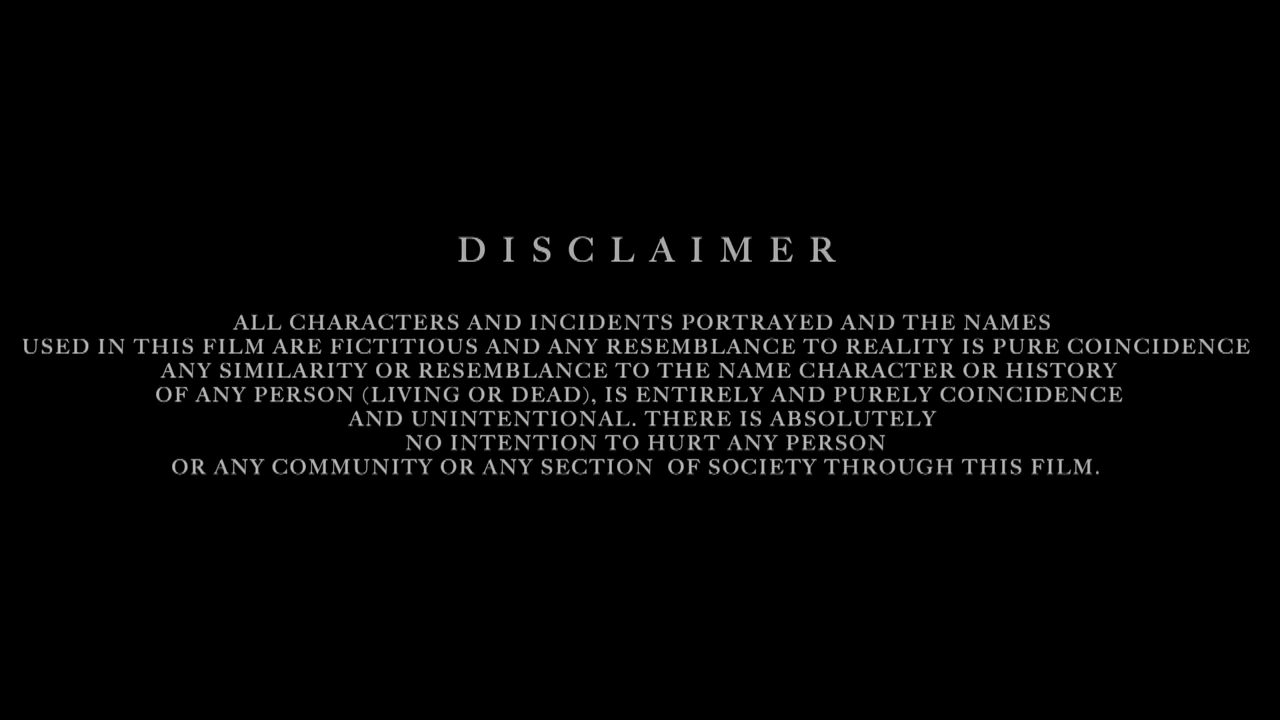 DISCLAIMER
ALL CHARACTERS AND INCIDENTS PORTRAYED AND THE NAMES
USED IN THIS FILM ARE FICTITIOUS AND ANY RESEMBLANCE TO REALITY IS PURE COINCIDENCE
ANY SIMILARITY OR RESEMBLANCE TO THE NAME CHARACTER OR HISTORY
OF ANY PERSON (LIVING OR DEAD), IS ENTIRELY AND PURELY COINCIDENCE
AND UNINTENTIONAL. THERE IS ABSOLUTELY
NO INTENTION TO HURT ANY PERSON
OR ANY COMMUNITY OR ANY SECTION OF SOCIETY THROUGH THIS FILM.